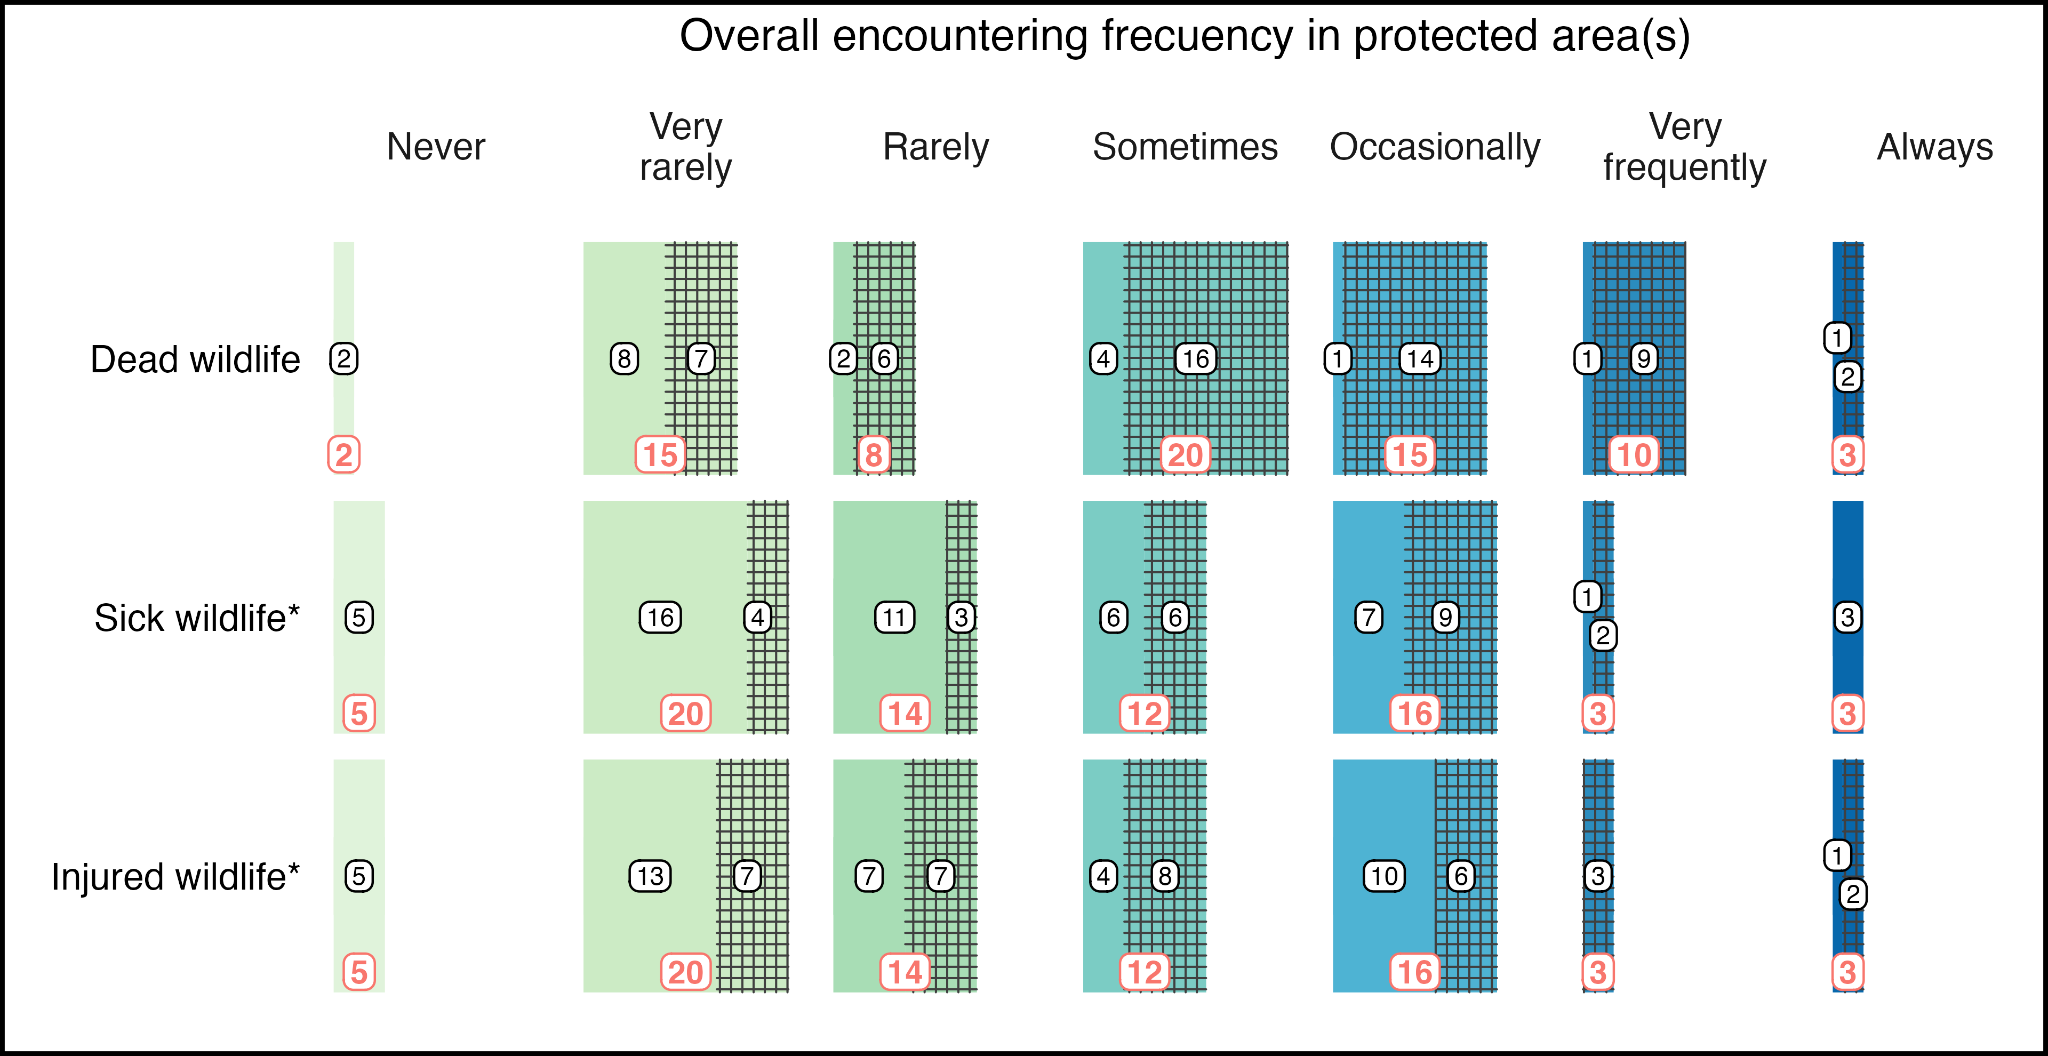 Overall encountering frecuency in protected area(s)
Never
Very
rarely
Rarely
Sometimes
Occasionally
Very
frequently
Always
Dead wildlife
2
8 7
2 6
4 16
1 14
1 9
1
2
2 15 8 20 15 10 3
Sick wildlife*
5
16 4
11 3
6 6
7 9
1
2
3
5 20 14 12 16 3 3
Injured wildlife*
5
13 7
7 7
4 8
10 6
3
1
2
5 20 14 12 16 3 3